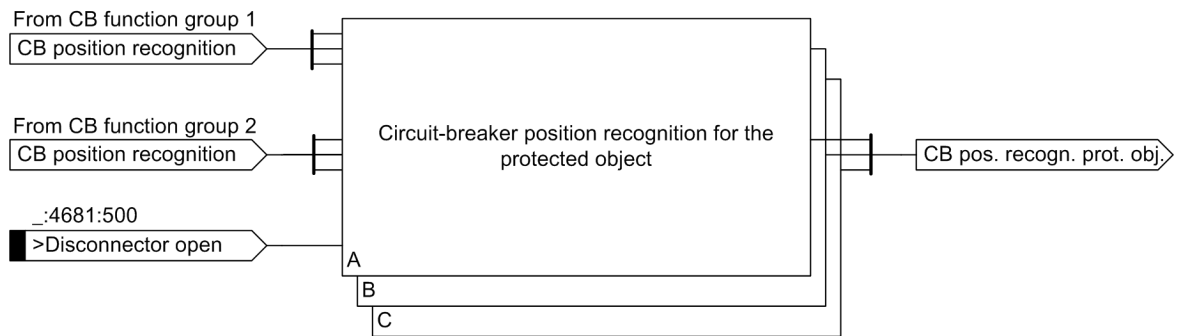 From CB function group 1
CB position recognition
From CB function group 2
CB position recognition
Circuit-breaker position recognition for the
protected object
CB pos. recogn. prot. obj.
_:4681:500
>Disconnector open
A
B
C